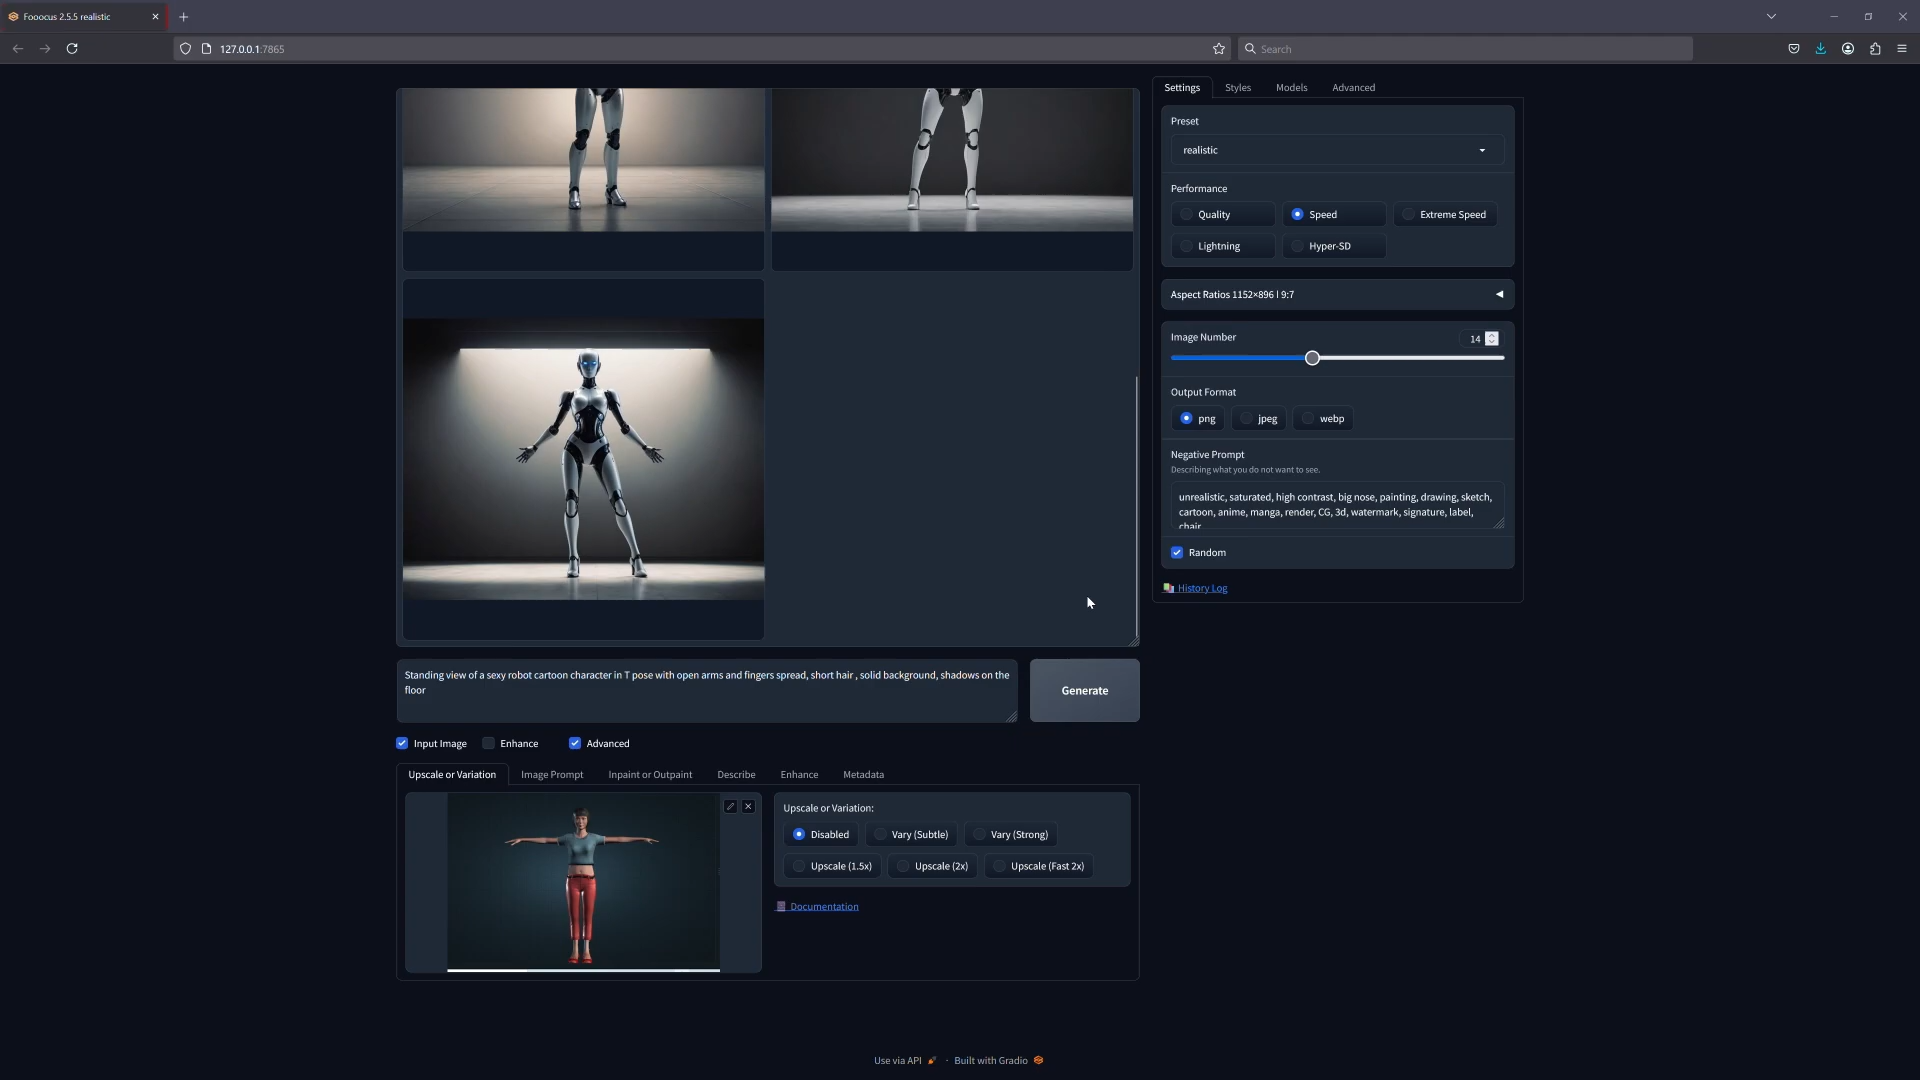 Fooocus 2.5.5 realistic
127.0.0.1:7865
Search
Settings
Styles
Models
Advanced
Preset
realistic
Performance
Quality
Speed
Extreme Speed
Lightning
Hyper-SD
Aspect Ratios 1152×896 | 9:7
Image Number
14
Output Format
png
jpeg
webp
Negative Prompt
Describing what you do not want to see.
unrealistic, saturated, high contrast, big nose, painting, drawing, sketch,
cartoon, anime, manga, render, CG, 3d, watermark, signature, label,
chair
Random
History Log
Standing view of a sexy robot cartoon character in T pose with open arms and fingers spread, short hair , solid background, shadows on the
floor
Generate
Input Image
Enhance
Advanced
Upscale or Variation
Image Prompt
Inpaint or Outpaint
Describe
Enhance
Metadata
Upscale or Variation:
Disabled
Vary (Subtle)
Vary (Strong)
Upscale (1.5x)
Upscale (2x)
Upscale (Fast 2x)
Documentation
Use via API · Built with Gradio